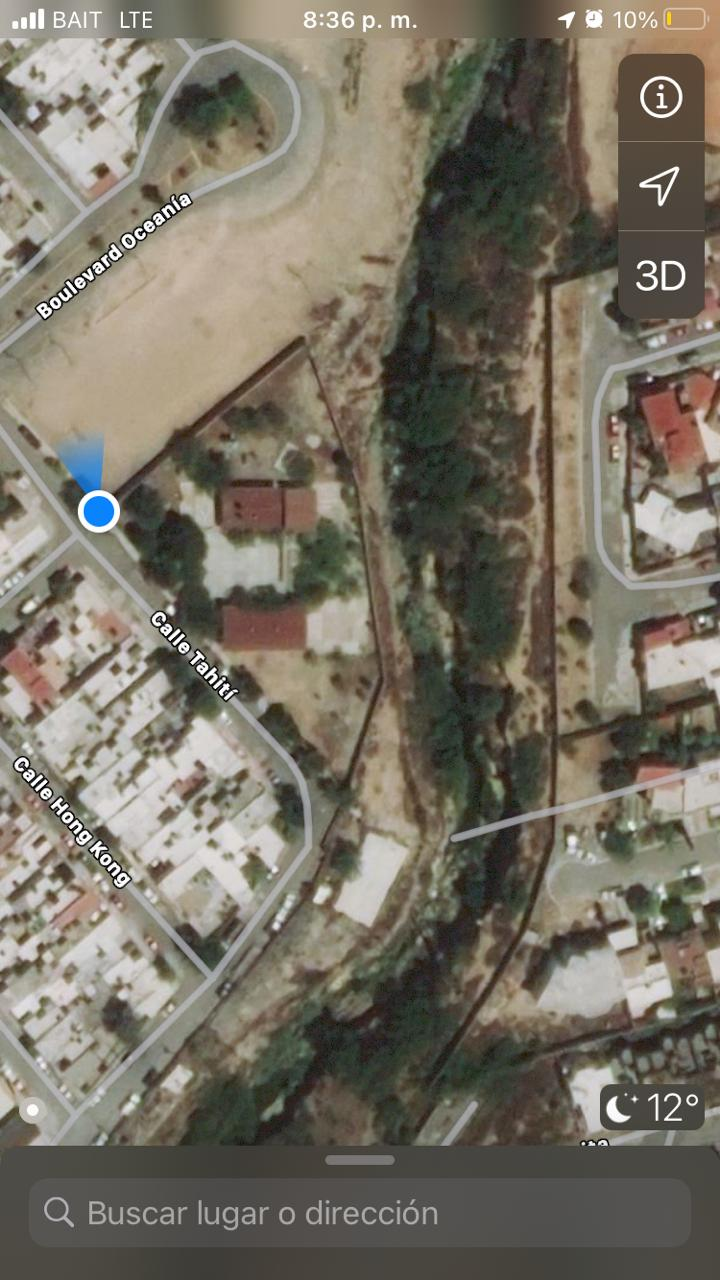 BAIT LTE 8:36 p. m. 10%
Boulevard Oceanía
3D
Calle Tahití
Calle Hong Kong
12°
Buscar lugar o dirección